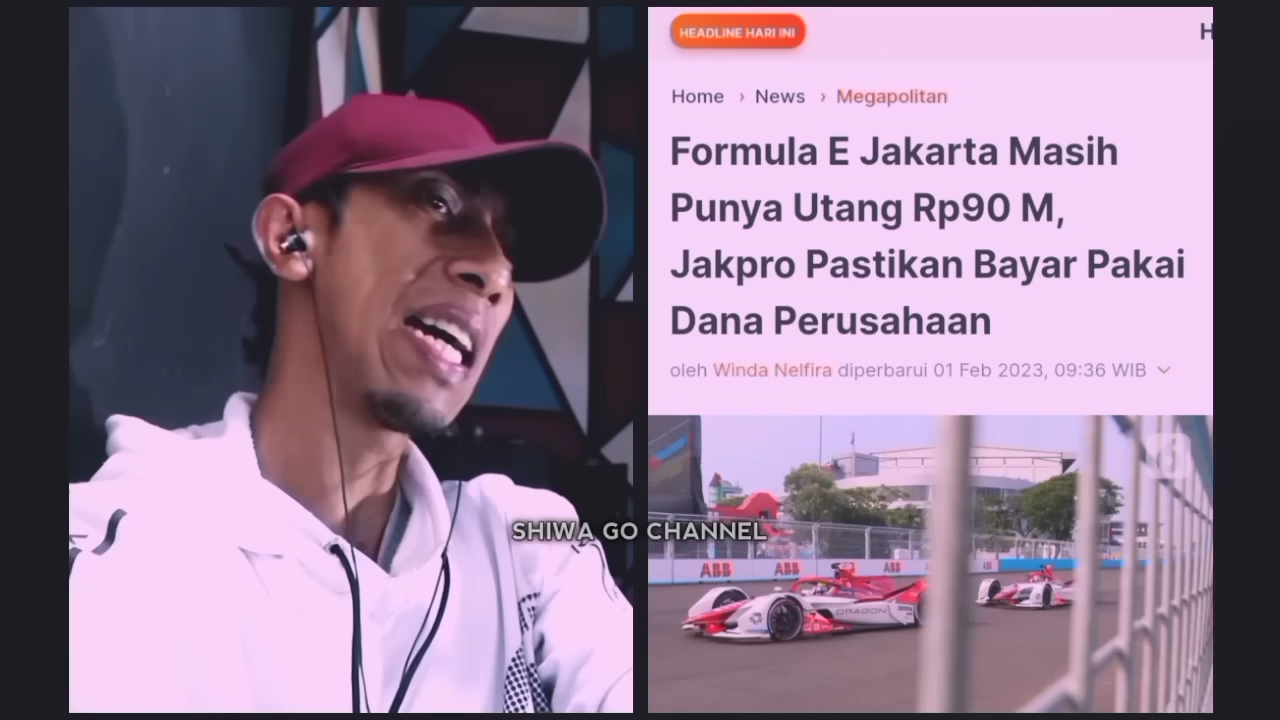 HEADLINE HARI INI
H
Home › News › Megapolitan
Formula E Jakarta Masih
Punya Utang Rp90 M,
Jakpro Pastikan Bayar Pakai
Dana Perusahaan
oleh Winda Nelfira diperbarui 01 Feb 2023, 09:36 WIB
SHIWA GO CHANNEL
ABB ABB ABB ABB
DRAGON